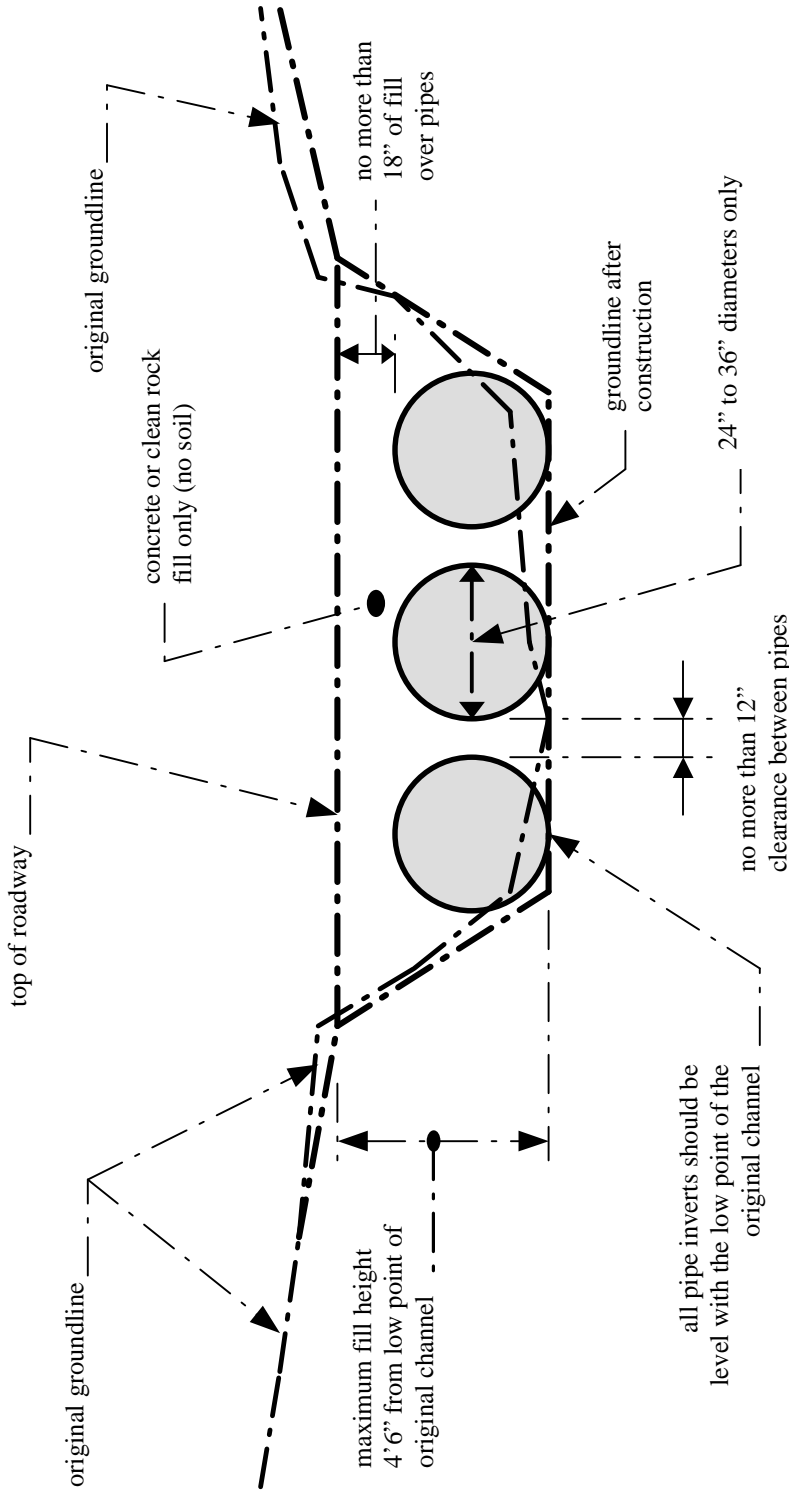 original groundline
top of roadway
concrete or clean rock
fill only (no soil)
original groundline
maximum fill height
4’6” from low point of
original channel
no more than
18” of fill
over pipes
all pipe inverts should be
level with the low point of the
original channel
no more than 12”
clearance between pipes
groundline after
construction
24” to 36” diameters only